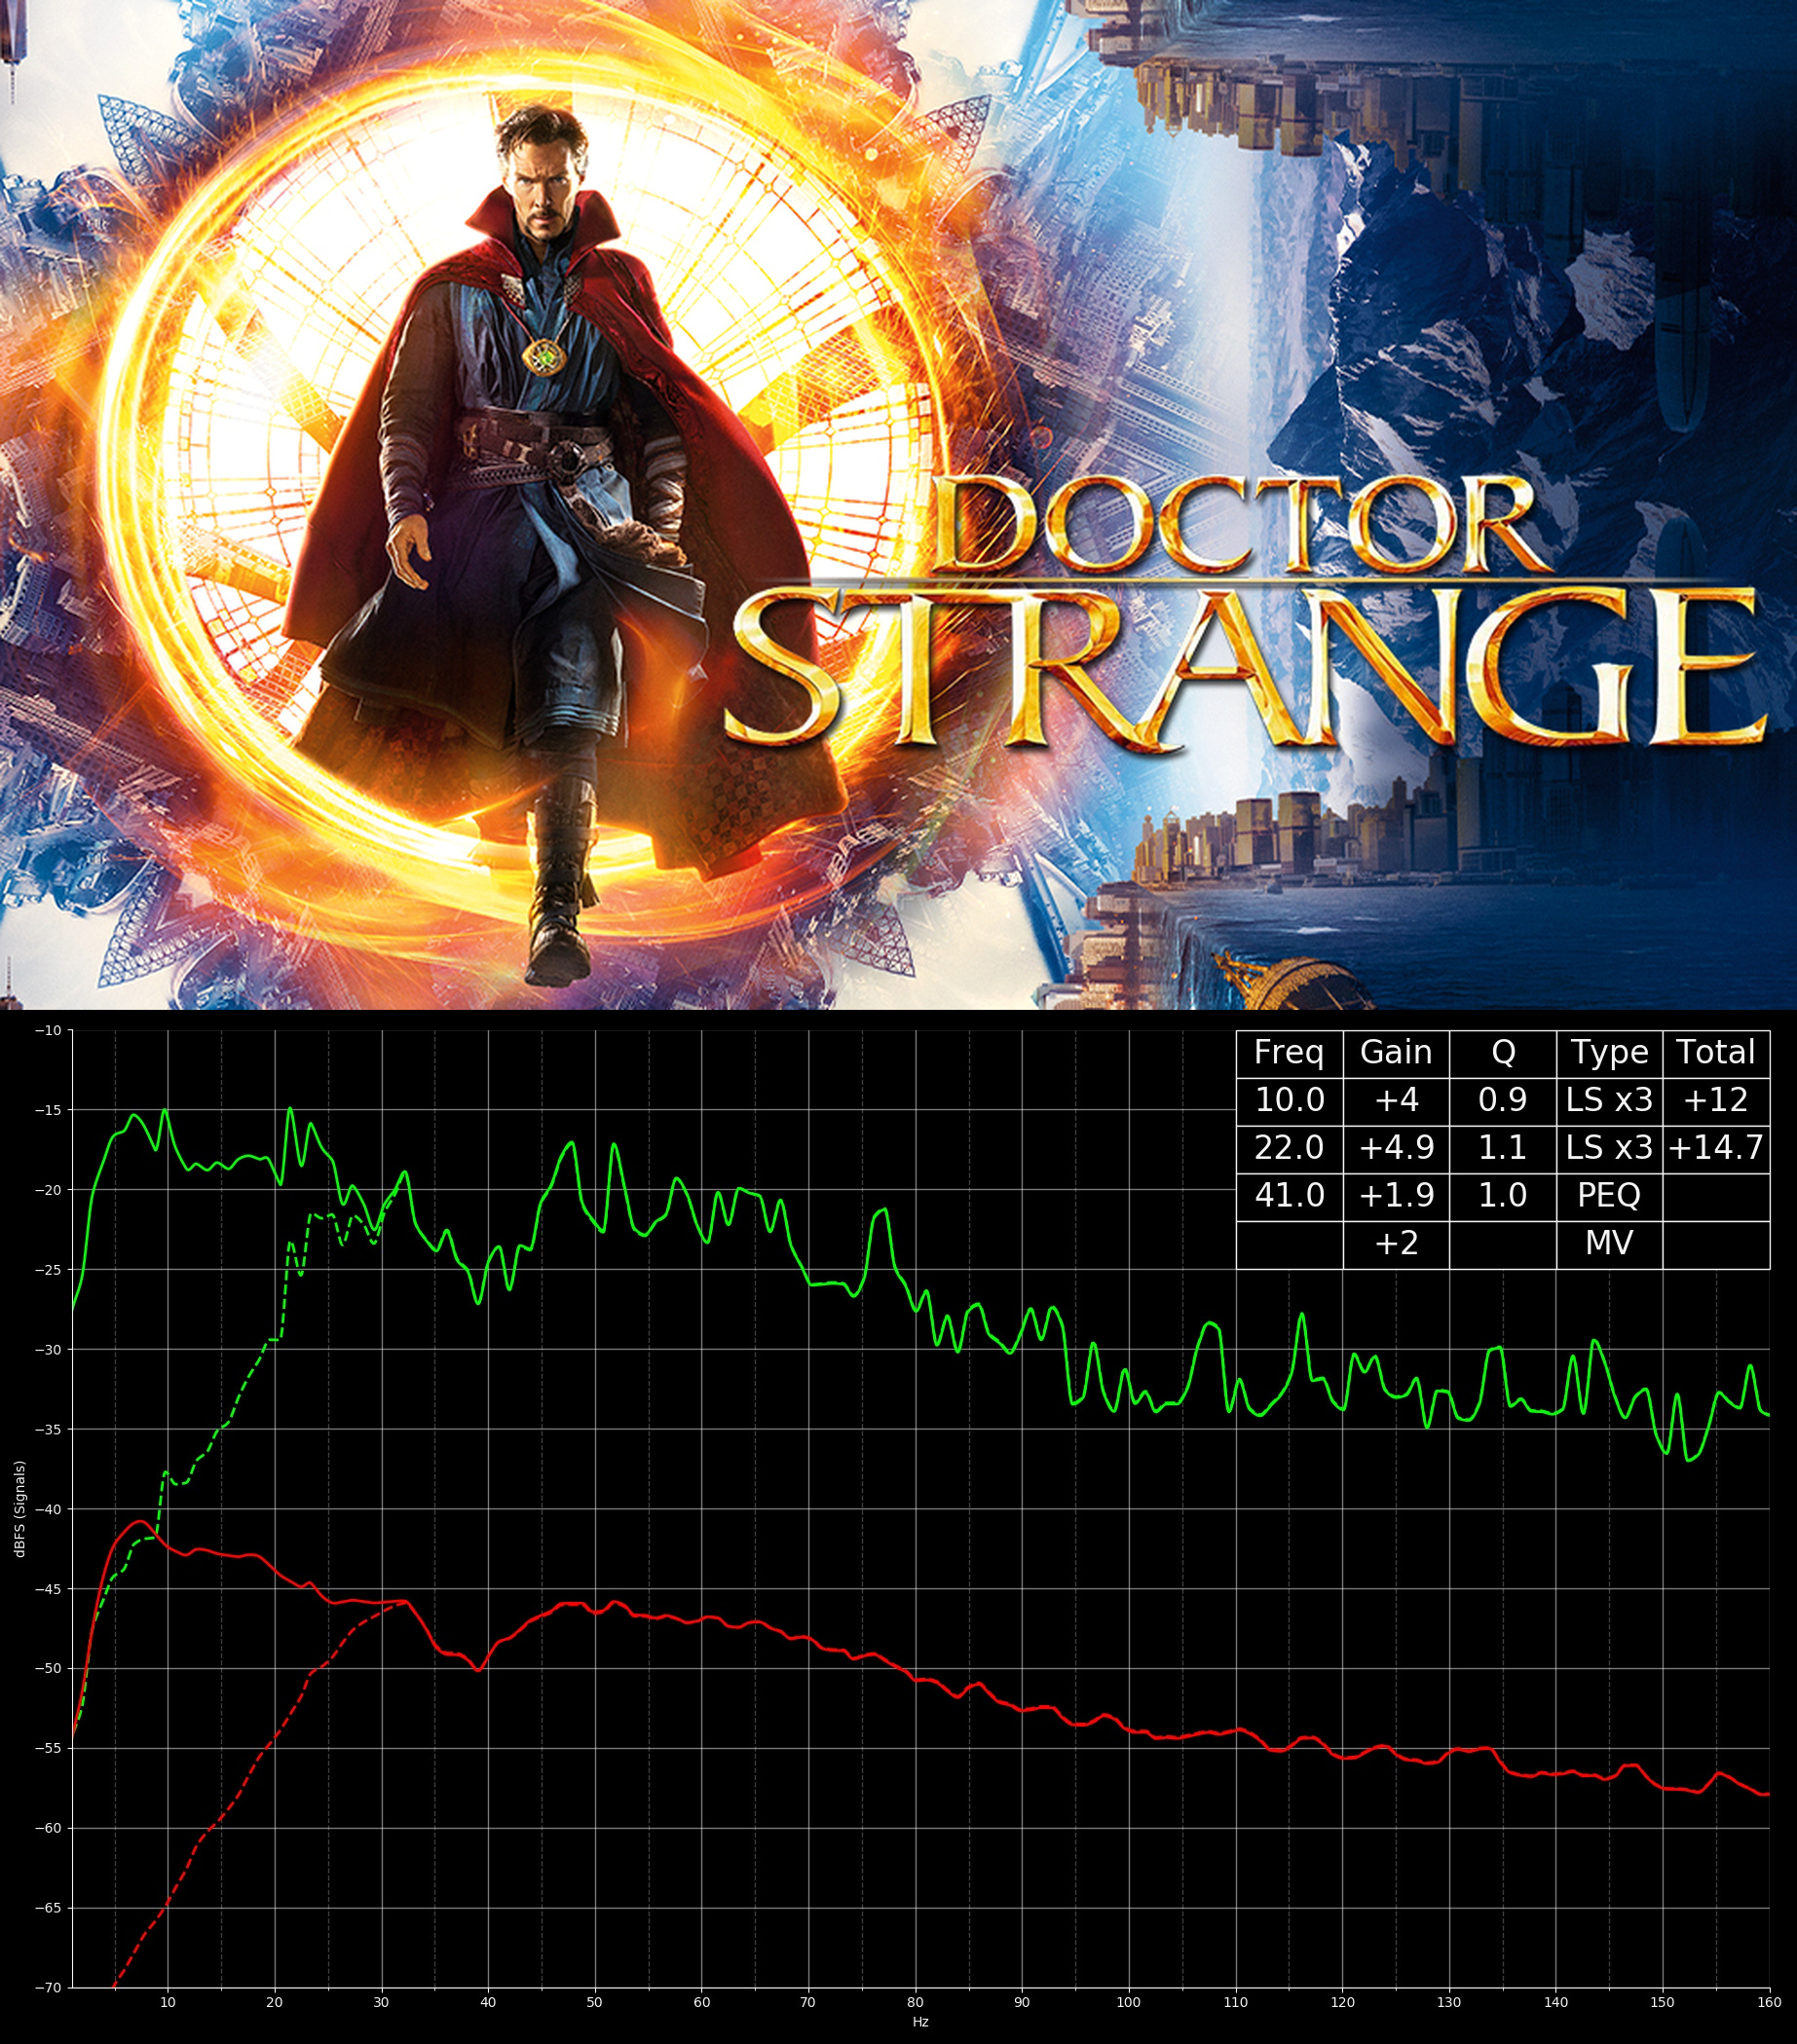 DOCTOR
STRANGE
Freq Gain Q Type Total
10.0 +4 0.9 LS x3 +12
22.0 +4.9 1.1 LS x3 +14.7
41.0 +1.9 1.0 PEQ
+2 MV
−10
−15
−20
−25
−30
−35
−40
−45
−50
−55
−60
−65
−70
dBFS (Signals)
10 20 30 40 50 60 70 80 90 100 110 120 130 140 150 160
Hz